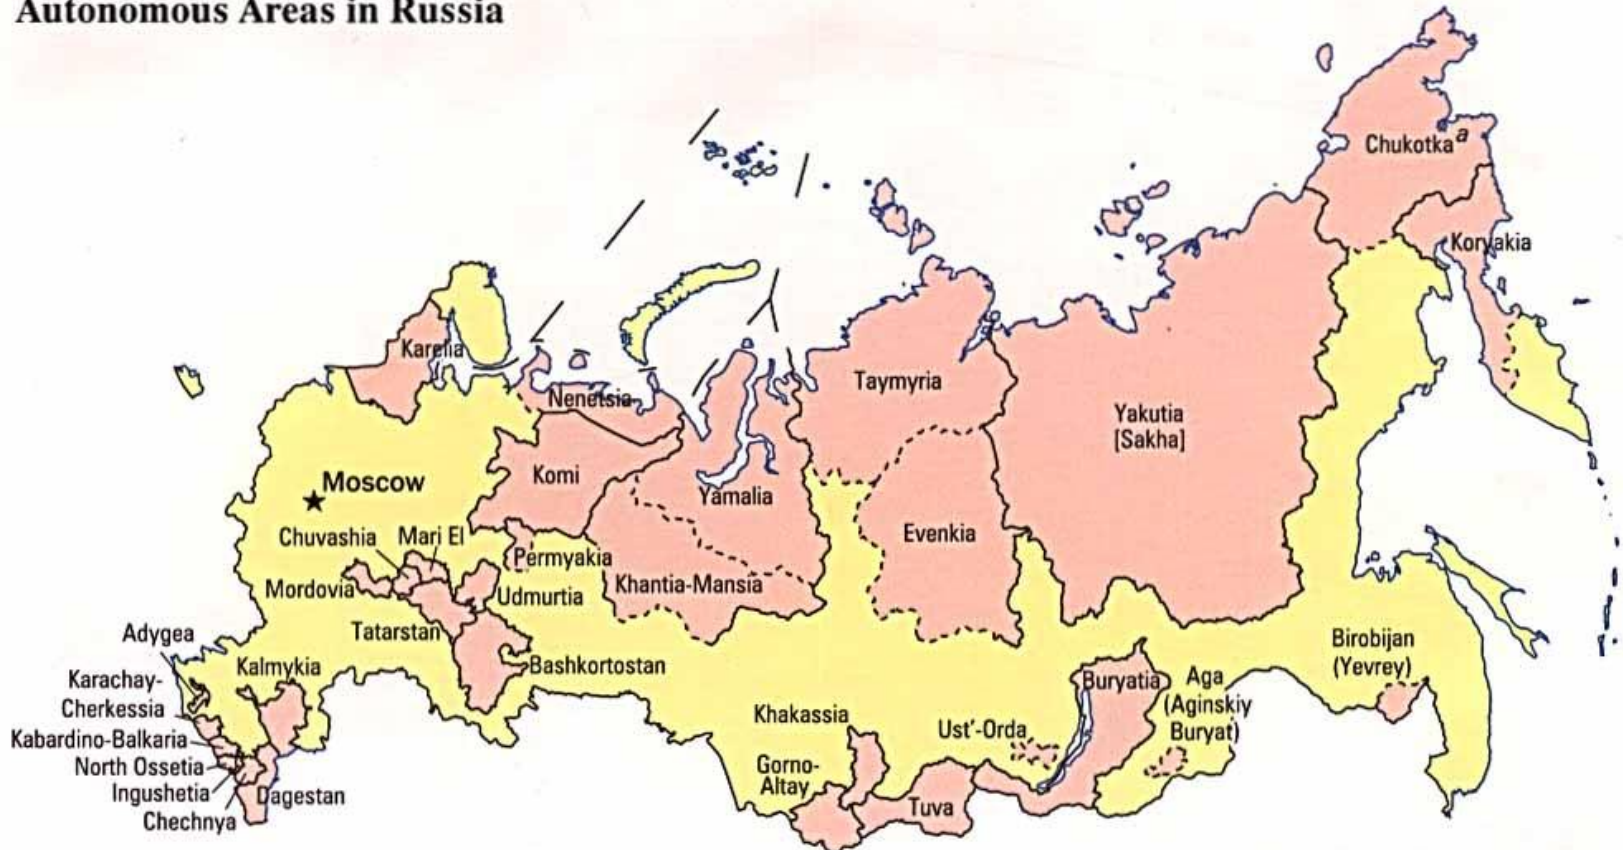 Autonomous Areas in Russia
Chukotka a
Koryakia
Karelia
Nenetsia
Taymyria
Yakutia
[Sakha]
Moscow
Komi
Yamalia
Evenkia
Chuvashia
Mari El
Permyakia
Khantia-Mansia
Mordovia
Udmurtia
Adygea
Tatarstan
Birobijan
(Yevrey)
Kalmykia
Bashkortostan
Karachay-
Cherkessia
Buryatia
Aga
(Aginskiy
Buryat)
Khakassia
Ust'-Orda
Kabardino-Balkaria
North Ossetia
Gorno-
Altay
Ingushetia
Dagestan
Tuva
Chechnya